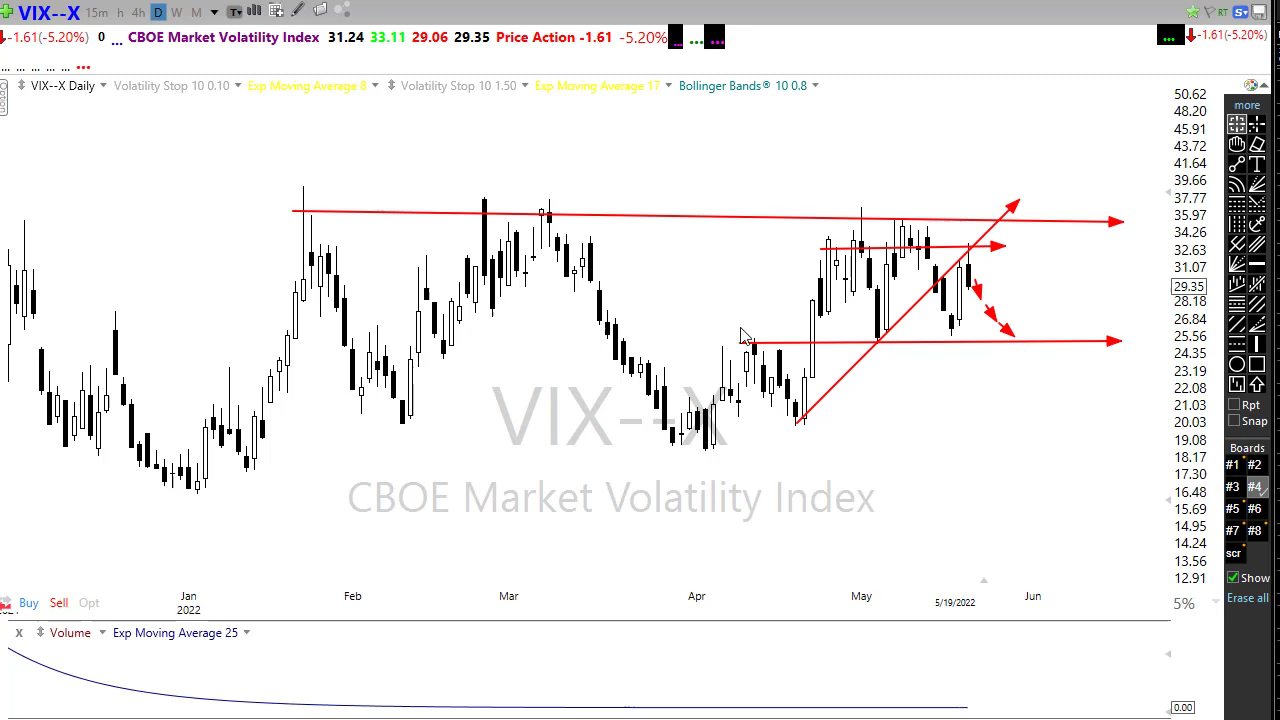 VIX--X 15m h 4h D W M T RT S
-1.61(-5.20%) 0 ... CBOE Market Volatility Index 31.24 33.11 29.06 29.35 Price Action -1.61 -5.20% ... ... ... ... -1.61(-5.20%)
... ... ... ... ... ...
VIX--X Daily Volatility Stop 10 0.10 Exp Moving Average 8 Volatility Stop 10 1.50 Exp Moving Average 17 Bollinger Bands® 10 0.8
Option
50.62
48.20
45.91
43.72
41.64
39.66
37.77
35.97
34.26
32.63
31.07
29.35
28.18
26.84
25.56
24.35
23.19
22.08
21.03
20.03
19.08
18.17
17.30
16.48
15.69
14.95
14.24
13.56
12.91
VIX--X
CBOE Market Volatility Index
Jan Feb Mar Apr May 5/19/2022 Jun
2022
Buy Sell Opt 5%
X Volume Exp Moving Average 25
0.00
more
T
Rpt
Snap
Boards
#1 #2
#3 #4
#5 #6
#7 #8
scr
Show
Erase all